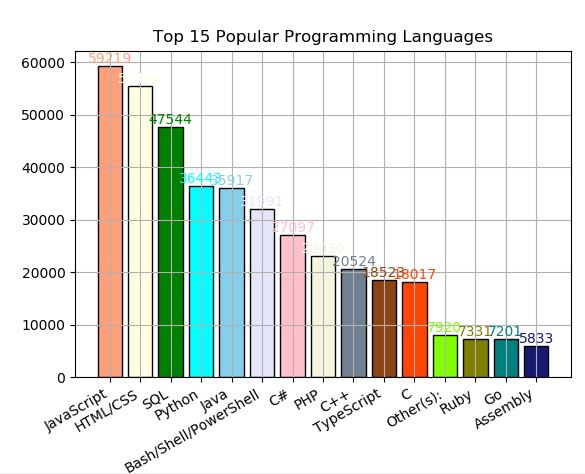 Top 15 Popular Programming Languages
60000
50000
40000
30000
20000
10000
0
59219
47544
36443
35917
31991
27097
20524
18523
18017
7920
7331
7201
5833
JavaScript
HTML/CSS
SQL
Python
Java
Bash/Shell/PowerShell
C#
PHP
C++
TypeScript
C
Other(s):
Ruby
Go
Assembly